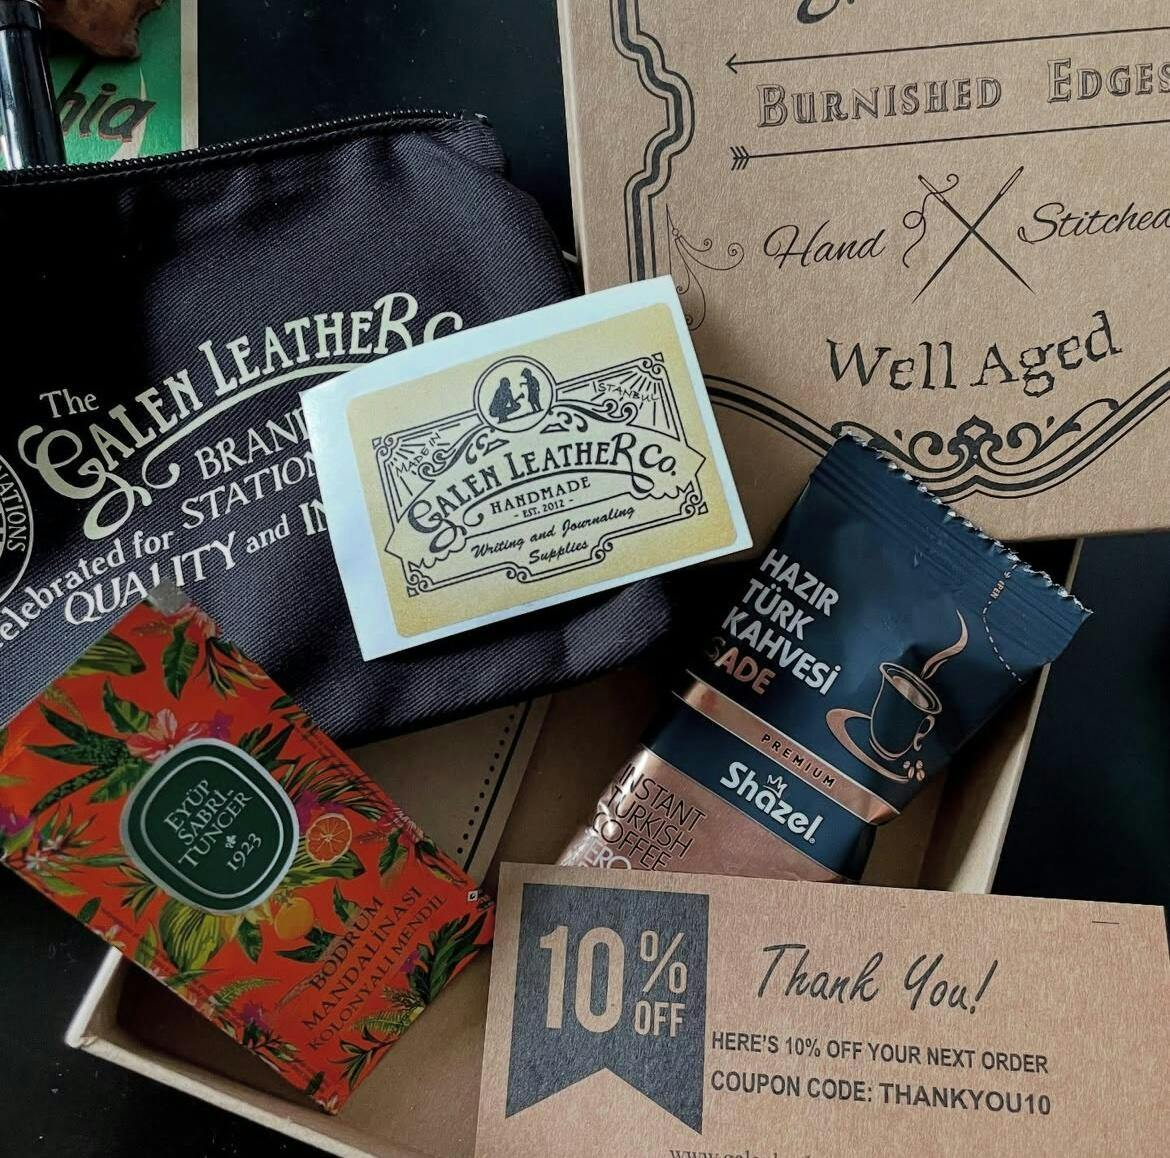 hia
BURNISHED EDGES
Hand Stitched
Well Aged
The
GALEN LEATHER Co
BRAND
STATION
Celebrated for
QUALITY and IN
NATIONS
MADE IN
ISTANBUL
GALEN LEATHER Co.
HANDMADE
- EST. 2012 -
Writing and Journaling
Supplies
OPEN
HAZIR
TÜRK
KAHVESİ
SADE
PREMIUM
Shazel
INSTANT
TURKISH
COFFEE
ZERO
EYÜP
SABRİ
TUNCER
1923
BODRUM
MANDALİNASI
KOLONYALI MENDİL
10% OFF
Thank You!
HERE'S 10% OFF YOUR NEXT ORDER
COUPON CODE: THANKYOU10